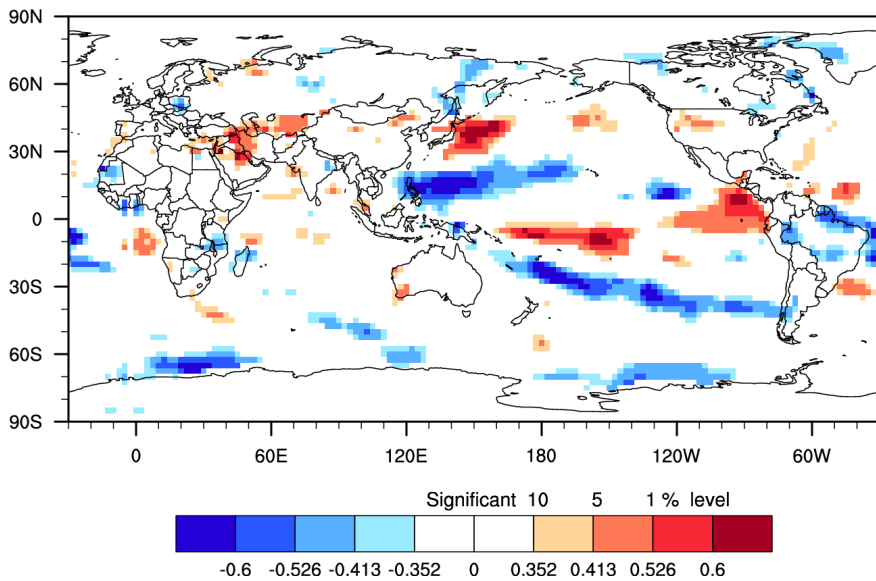 90N
60N
30N
0
30S
60S
90S
0 60E 120E 180 120W 60W
Significant 10 5 1 % level
-0.6 -0.526 -0.413 -0.352 0 0.352 0.413 0.526 0.6